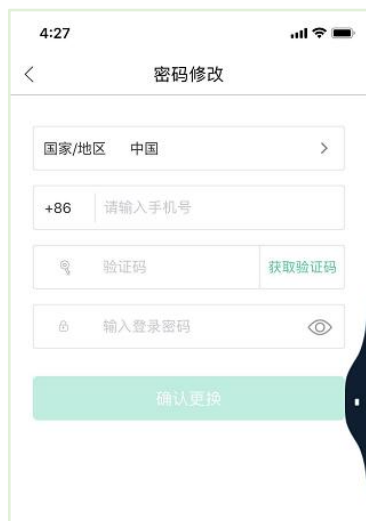 4:27
密码修改
国家/地区 中国
+86 请输入手机号
验证码 获取验证码
输入登录密码
确认更换